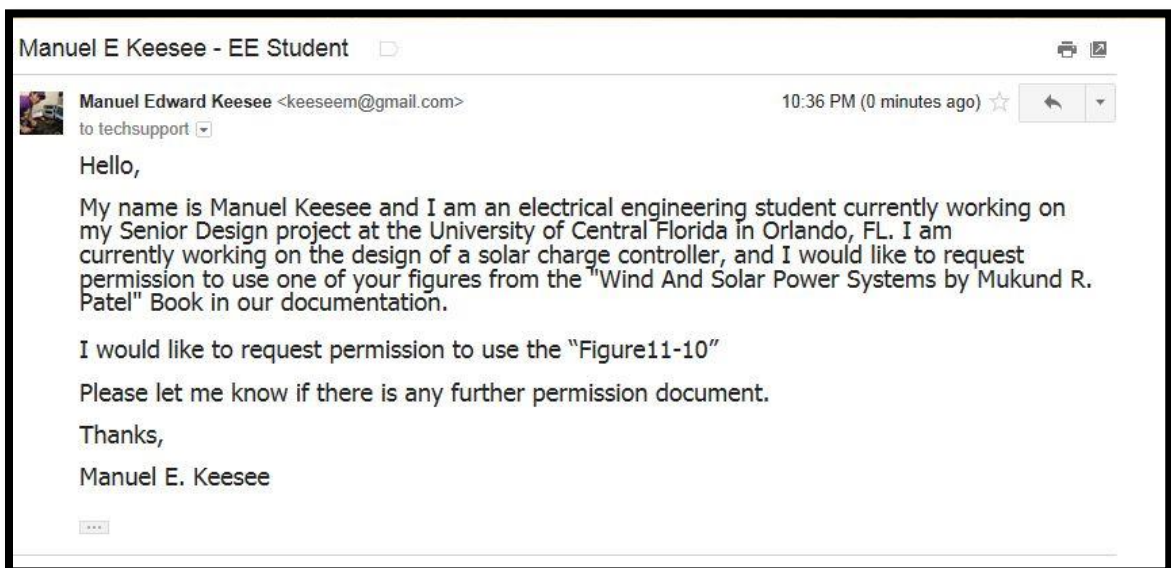 Manuel E Keesee - EE Student
Manuel Edward Keesee <keeseem@gmail.com>
10:36 PM (0 minutes ago)
to techsupport
Hello,
My name is Manuel Keesee and I am an electrical engineering student currently working on
my Senior Design project at the University of Central Florida in Orlando, FL. I am
currently working on the design of a solar charge controller, and I would like to request
permission to use one of your figures from the "Wind And Solar Power Systems by Mukund R.
Patel" Book in our documentation.
I would like to request permission to use the “Figure11-10”
Please let me know if there is any further permission document.
Thanks,
Manuel E. Keesee